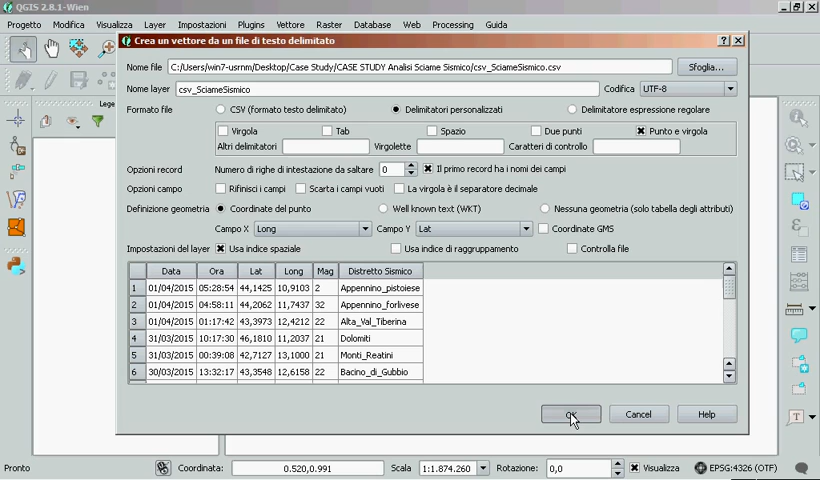 QGIS 2.8.1-Wien
Progetto Modifica Visualizza Layer Impostazioni Plugins Vettore Raster Database Web Processing Guida
Crea un vettore da un file di testo delimitato
Nome file C:/Users/win7-usrnm/Desktop/Case Study/CASE STUDY Analisi Sciame Sismico/csv_SciameSismico.csv Sfoglia...
Nome layer csv_SciameSismico Codifica UTF-8
Formato file CSV (formato testo delimitato) Delimitatori personalizzati Delimitatore espressione regolare
Lege
Virgola Tab Spazio Due punti Punto e virgola
Altri delimitatori Virgolette Caratteri di controllo
Opzioni record Numero di righe di intestazione da saltare 0 Il primo record ha i nomi dei campi
Opzioni campo Rifinisci i campi Scarta i campi vuoti La virgola è il separatore decimale
Definizione geometria Coordinate del punto Well known text (WKT) Nessuna geometria (solo tabella degli attributi)
Campo X Long Campo Y Lat Coordinate GMS
Impostazioni del layer Usa indice spaziale Usa indice di raggruppamento Controlla file
Data Ora Lat Long Mag Distretto Sismico
1 01/04/2015 05:28:54 44,1425 10,9103 2 Appennino_pistoiese
2 01/04/2015 04:58:11 44,2062 11,7437 32 Appennino_forlivese
3 01/04/2015 01:17:42 43,3973 12,4212 22 Alta_Val_Tiberina
4 31/03/2015 10:17:30 46,1810 11,2037 21 Dolomiti
5 31/03/2015 00:39:08 42,7127 13,1000 21 Monti_Reatini
6 30/03/2015 13:32:17 43,3548 12,6158 22 Bacino_di_Gubbio
OK Cancel Help
Pronto Coordinata: 0.520,0.991 Scala 1:1.874.260 Rotazione: 0,0 Visualizza EPSG:4326 (OTF)